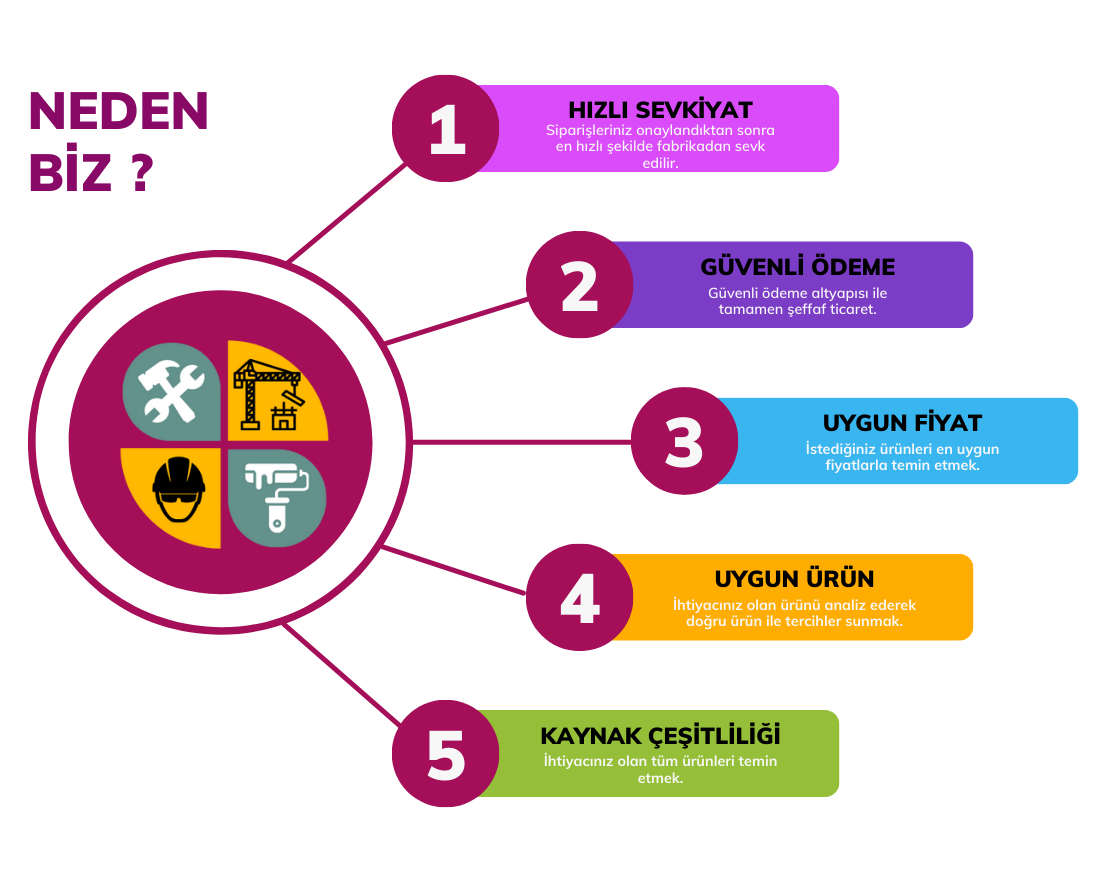 NEDEN
BİZ ?
1
HIZLI SEVKİYAT
Siparişleriniz onaylandıktan sonra
en hızlı şekilde fabrikadan sevk
edilir.
2
GÜVENLİ ÖDEME
Güvenli ödeme altyapısı ile
tamamen şeffaf ticaret.
3
UYGUN FİYAT
İstediğiniz ürünleri en uygun
fiyatlarla temin etmek.
4
UYGUN ÜRÜN
İhtiyacınız olan ürünü analiz ederek
doğru ürün ile tercihler sunmak.
5
KAYNAK ÇEŞİTLİLİĞİ
İhtiyacınız olan tüm ürünleri temin
etmek.